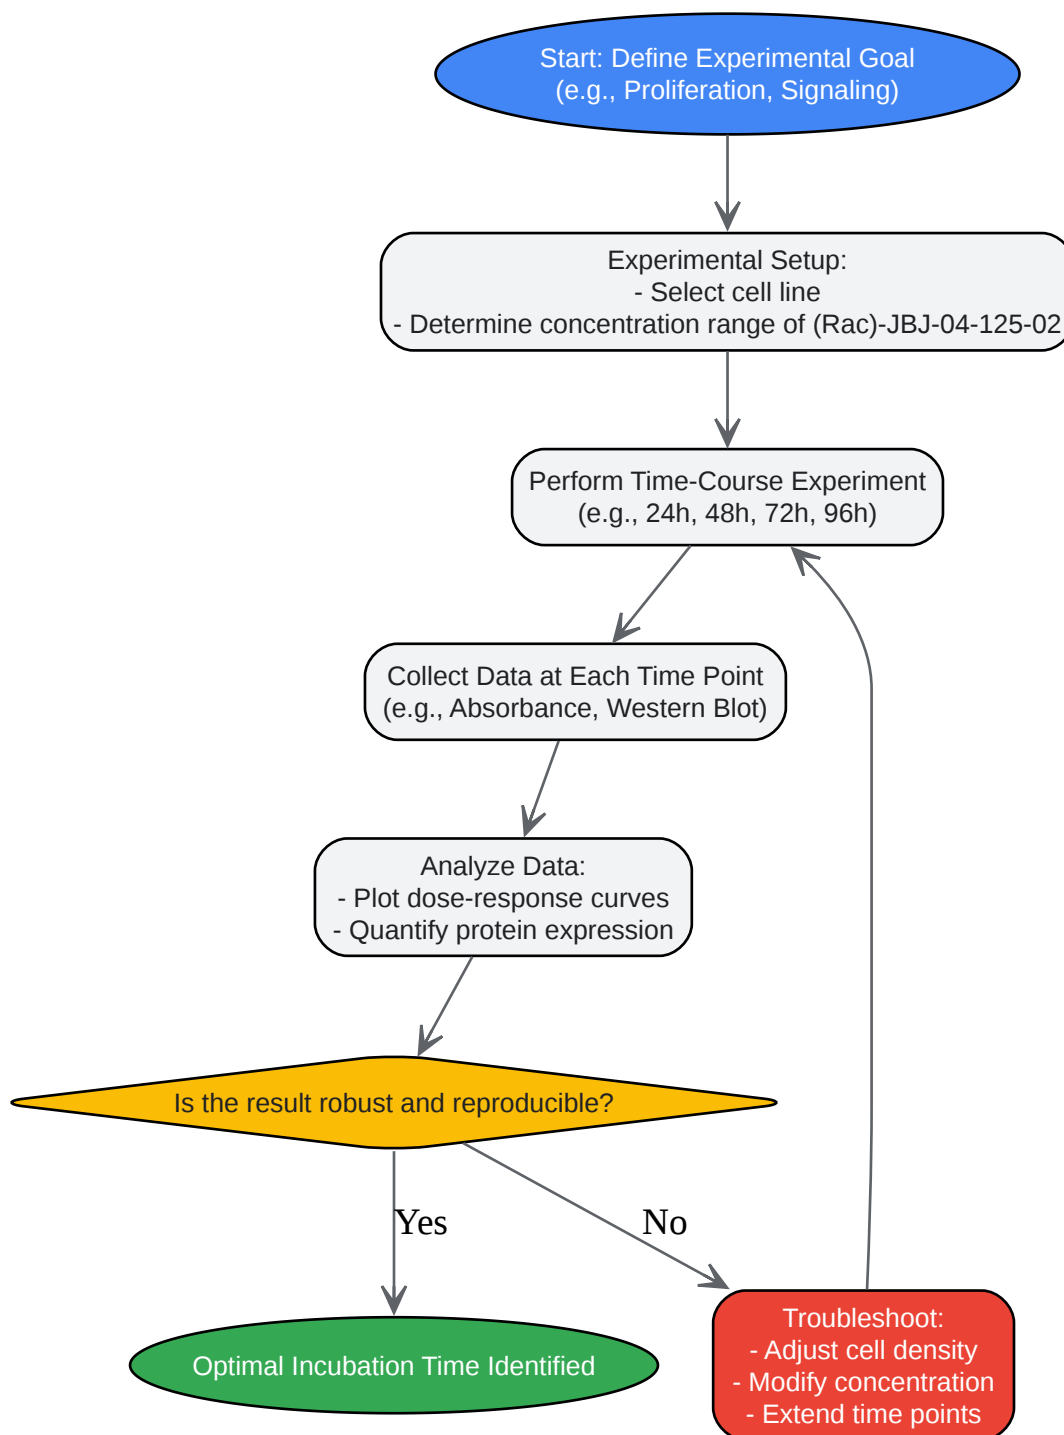 Start: Define Experimental Goal
(e.g., Proliferation, Signaling)
Experimental Setup:
- Select cell line
- Determine concentration range of (Rac)-JBJ-04-125-02
Perform Time-Course Experiment
(e.g., 24h, 48h, 72h, 96h)
Collect Data at Each Time Point
(e.g., Absorbance, Western Blot)
Analyze Data:
- Plot dose-response curves
- Quantify protein expression
Is the result robust and reproducible?
Yes
No
Optimal Incubation Time Identified
Troubleshoot:
- Adjust cell density
- Modify concentration
- Extend time points